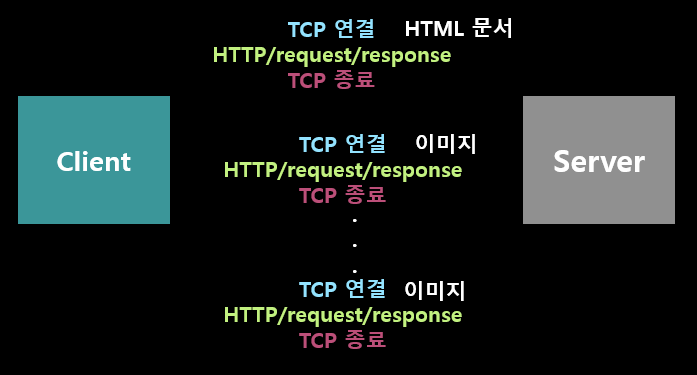 TCP 연결 HTML 문서
HTTP/request/response
TCP 종료
Client
Server
TCP 연결 이미지
HTTP/request/response
TCP 종료
.
.
.
TCP 연결 이미지
HTTP/request/response
TCP 종료